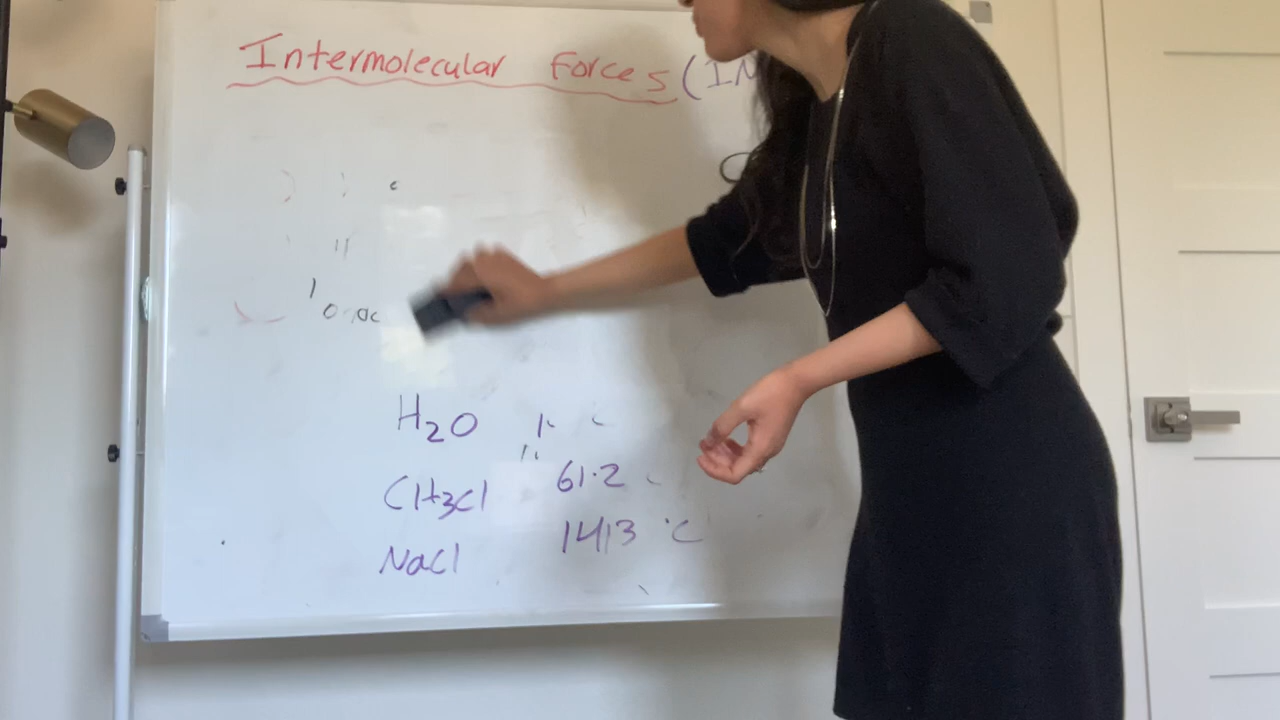 Intermolecular Forces (IM
H2O
CH3Cl 61.2
NaCl 1413 °C